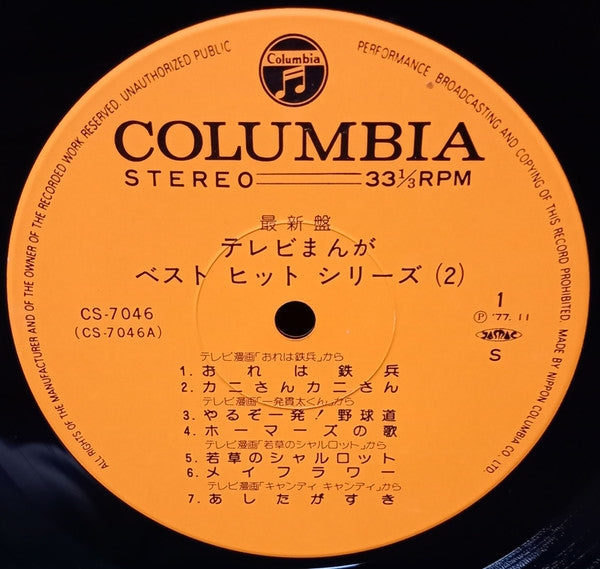 ALL RIGHTS OF THE MANUFACTURER AND OF THE OWNER OF THE RECORDED WORK RESERVED. UNAUTHORIZED PUBLIC
PERFORMANCE, BROADCASTING AND COPYING OF THIS RECORD PROHIBITED. MADE BY NIPPON COLUMBIA CO., LTD.
Columbia
COLUMBIA
STEREO 33⅓RPM
最新盤
テレビまんが
ベスト ヒット シリーズ (2)
CS-7046
(CS-7046A)
1
Ⓟ '77. 11
JASRAC
S
テレビ漫画「おれは鉄兵」から
1. おれは鉄兵
2. カニさんカニさん
テレビ漫画「一発貫太くん」から
3. やるぞ一発!野球道
4. ホーマーズの歌
テレビ漫画「若草のシャルロット」から
5. 若草のシャルロット
6. メイフラワー
テレビ漫画「キャンディ キャンディ」から
7. あしたがすき